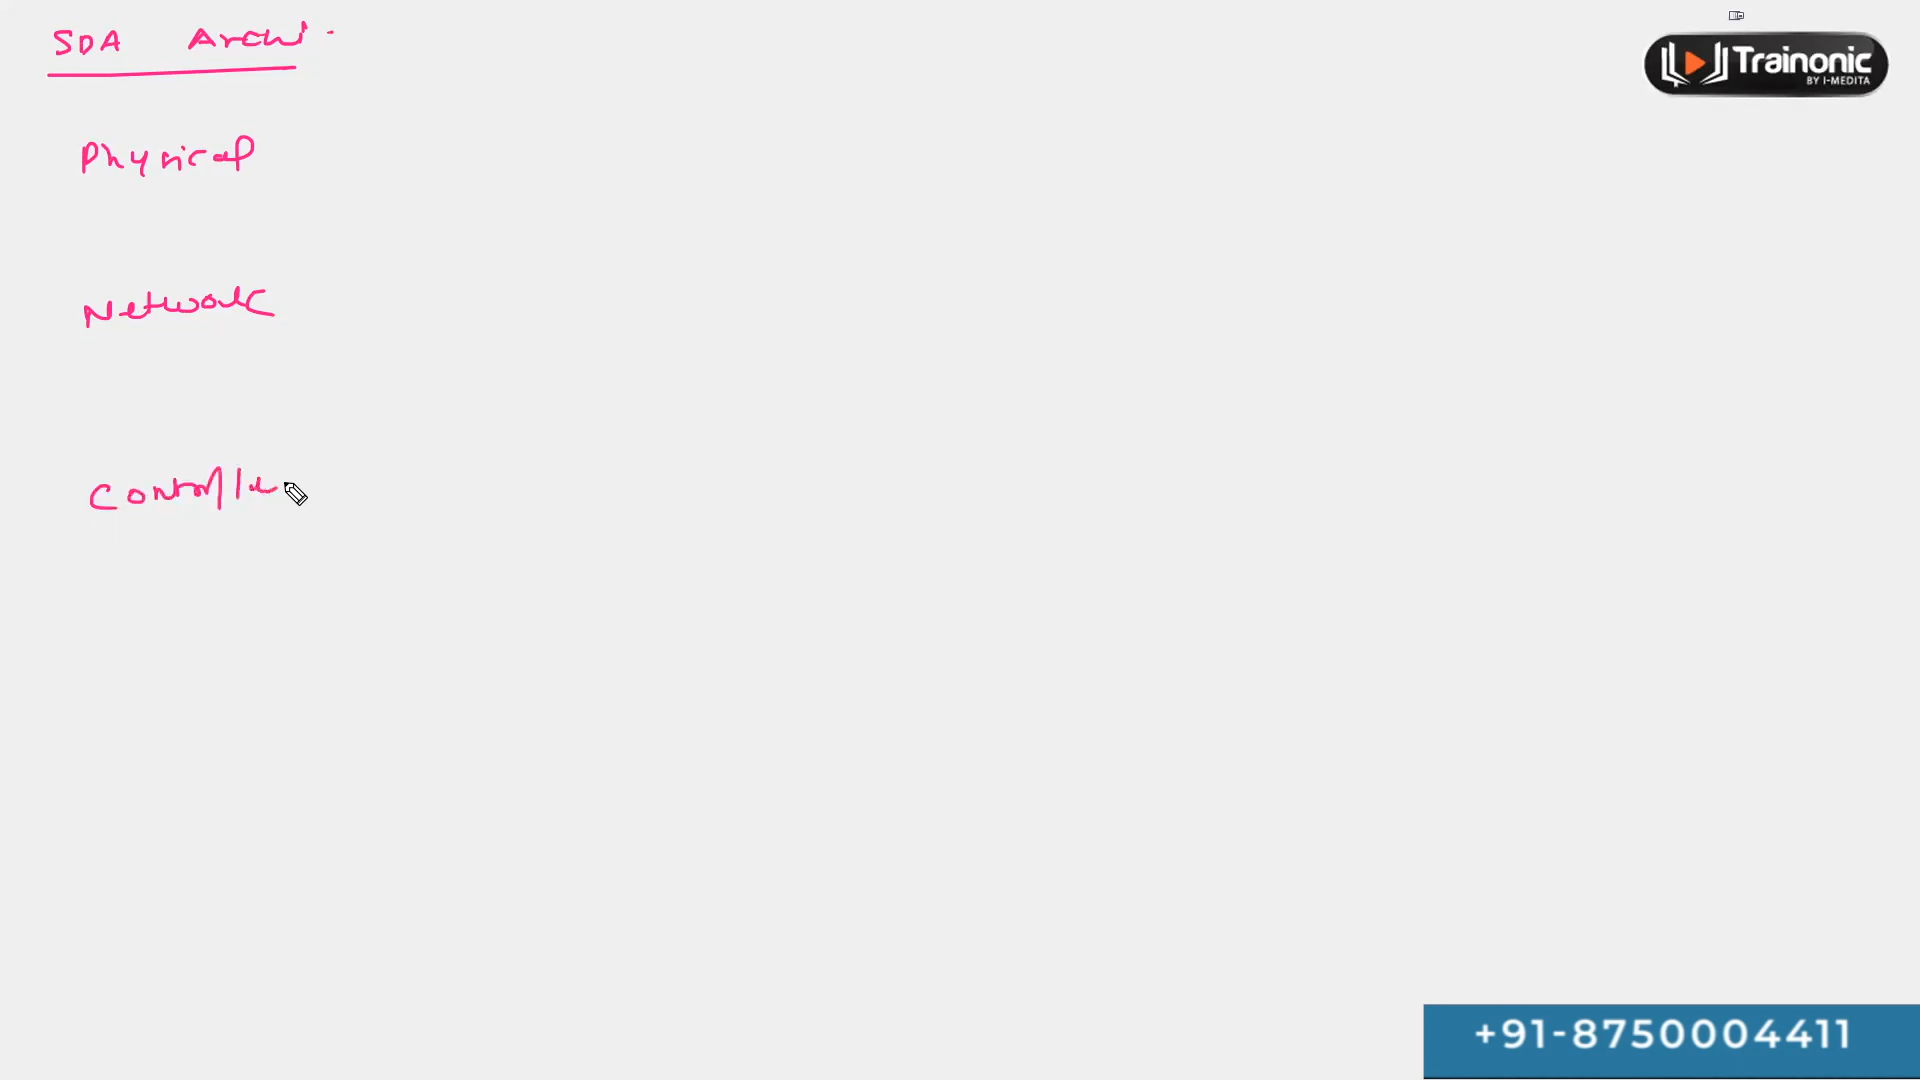 SDA Archi.
Trainonic
BY I-MEDITA
Physical
Network
Controller
+91-8750004411